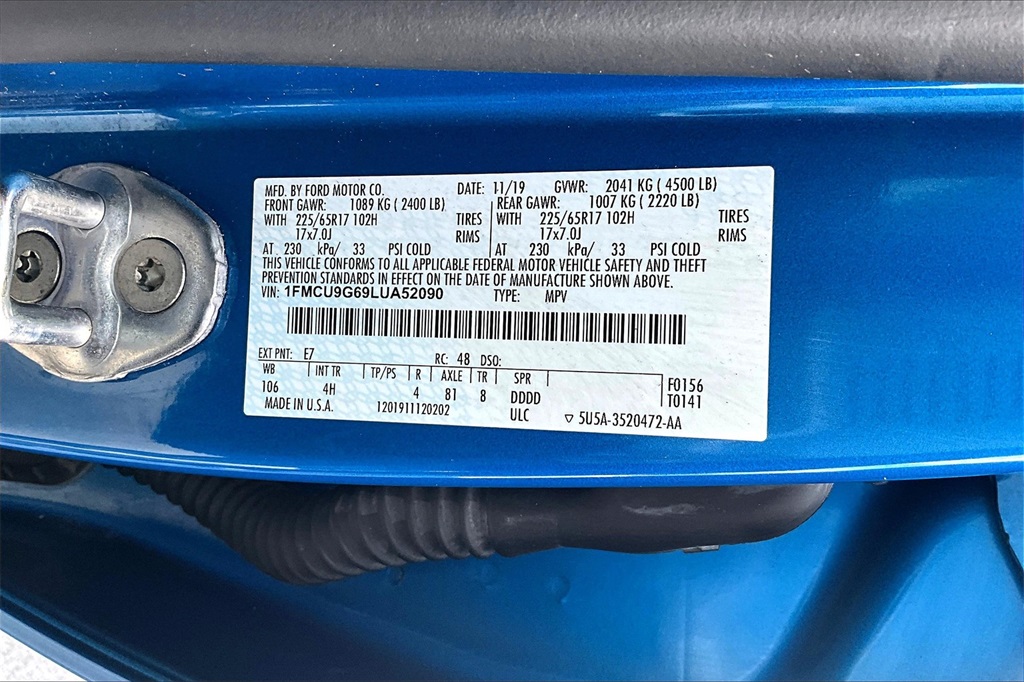 MFD. BY FORD MOTOR CO. DATE: 11/19 GVWR: 2041 KG ( 4500 LB)
FRONT GAWR: 1089 KG ( 2400 LB) REAR GAWR: 1007 KG ( 2220 LB)
WITH 225/65R17 102H TIRES WITH 225/65R17 102H TIRES
17x7.0J RIMS 17x7.0J RIMS
AT 230 kPa/ 33 PSI COLD AT 230 kPa/ 33 PSI COLD
THIS VEHICLE CONFORMS TO ALL APPLICABLE FEDERAL MOTOR VEHICLE SAFETY AND THEFT
PREVENTION STANDARDS IN EFFECT ON THE DATE OF MANUFACTURE SHOWN ABOVE.
VIN: 1FMCU9G69LUA52090 TYPE: MPV
EXT PNT: E7 RC: 48 DSO:
WB INT TR TP/PS R AXLE TR SPR F0156
106 4H 4 81 8 DDDD T0141
MADE IN U.S.A. 1201911120202 ULC ▽ 5U5A-3520472-AA